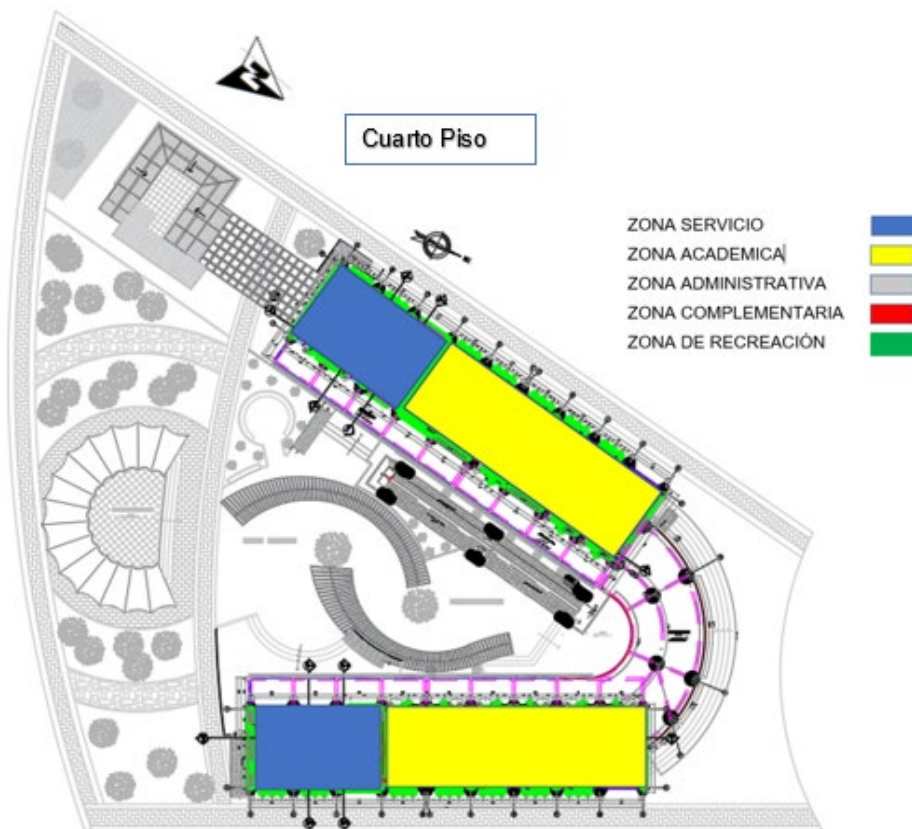 Cuarto Piso
ZONA SERVICIO
ZONA ACADEMICA
ZONA ADMINISTRATIVA
ZONA COMPLEMENTARIA
ZONA DE RECREACIÓN